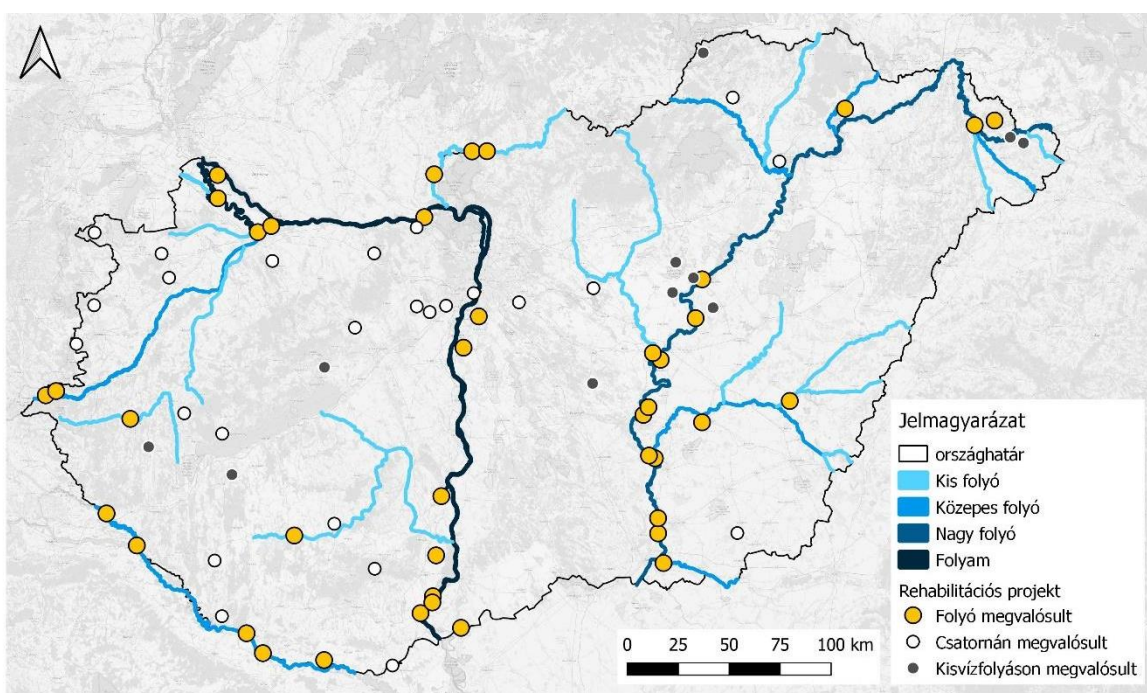 Jelmagyarázat
országhatár
Kis folyó
Közepes folyó
Nagy folyó
Folyam
Rehabilitációs projekt
Folyó megvalósult
Csatornán megvalósult
Kisvízfolyáson megvalósult
0 25 50 75 100 km